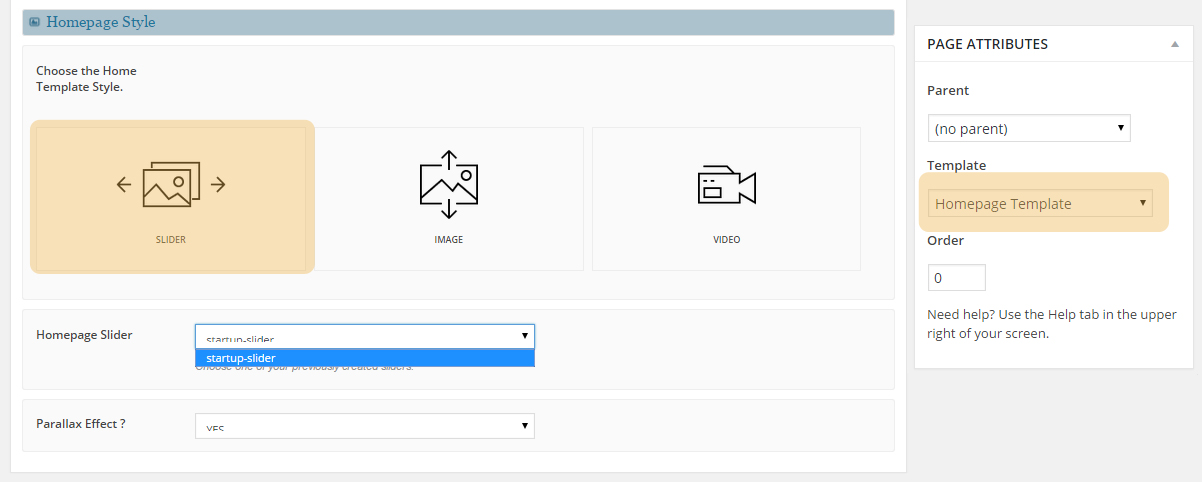 Homepage Style
Choose the Home
Template Style.
SLIDER
IMAGE
VIDEO
Homepage Slider
startup-slider
startup-slider
Choose one of your previously created sliders.
Parallax Effect ?
YES
PAGE ATTRIBUTES
Parent
(no parent)
Template
Homepage Template
Order
0
Need help? Use the Help tab in the upper
right of your screen.